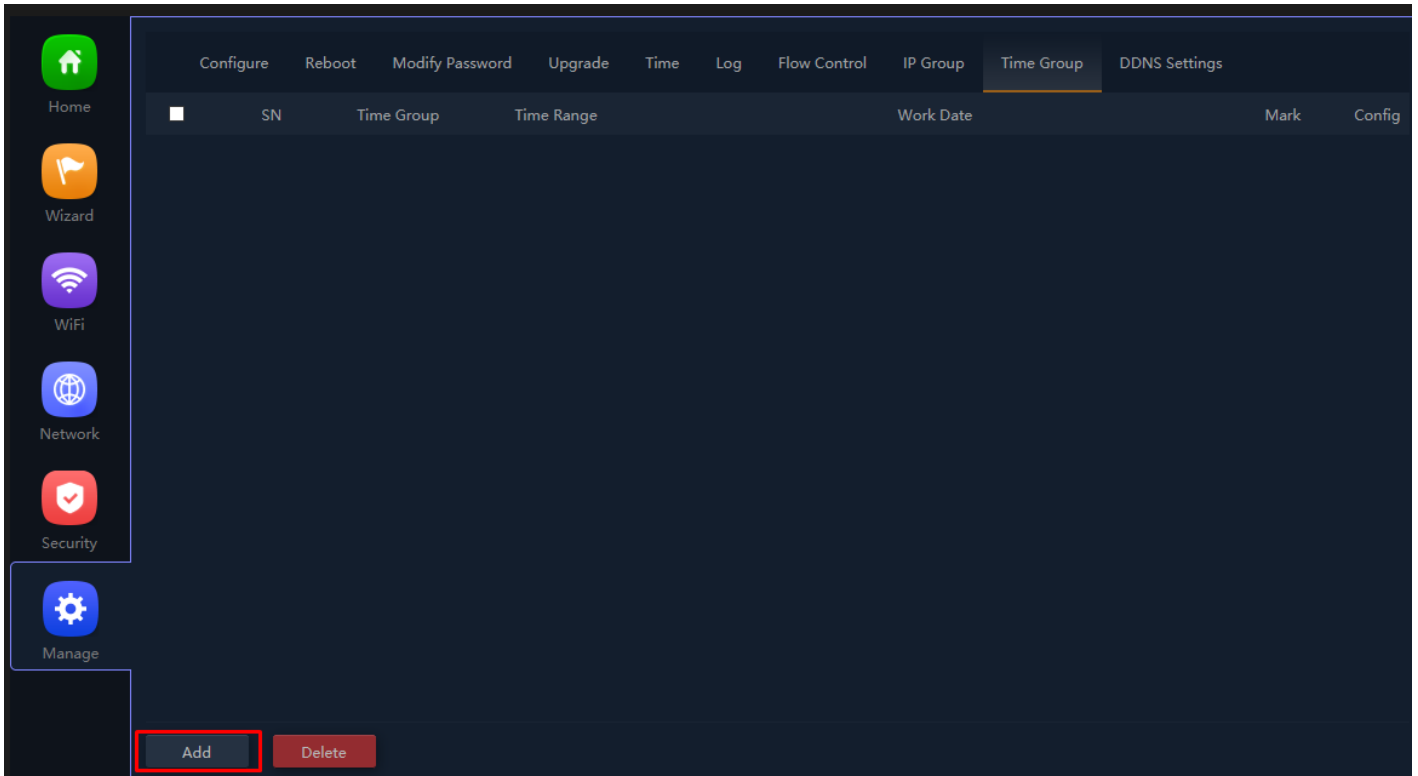 Home
Wizard
WiFi
Network
Security
Manage
Configure Reboot Modify Password Upgrade Time Log Flow Control IP Group Time Group DDNS Settings
SN Time Group Time Range Work Date Mark Config
Add Delete